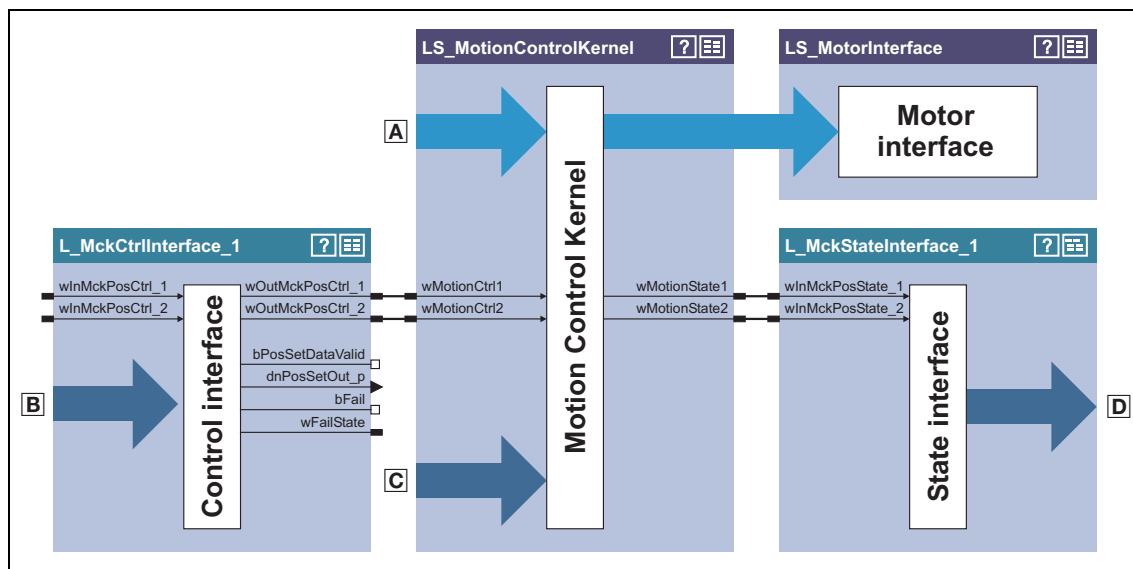 LS_MotionControlKernel
?
LS_MotorInterface
?
A
Motor
interface
Motion Control Kernel
L_MckCtrlInterface_1
?
L_MckStateInterface_1
?
wInMckPosCtrl_1
wOutMckPosCtrl_1
wMotionCtrl1
wMotionState1
wInMckPosState_1
wInMckPosCtrl_2
wOutMckPosCtrl_2
wMotionCtrl2
wMotionState2
wInMckPosState_2
Control interface
bPosSetDataValid
dnPosSetOut_p
bFail
wFailState
B
C
State interface
D